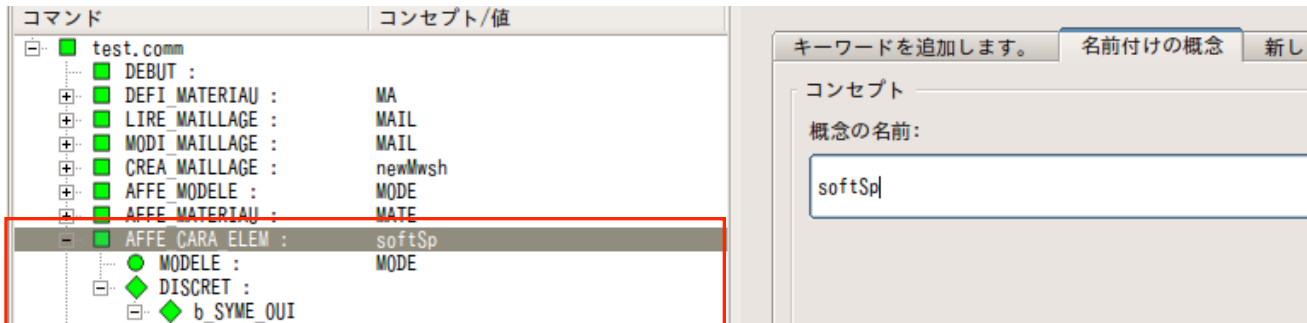 コマンド コンセプト/値
test.comm
DEBUT :
DEFI_MATERIAU : MA
LIRE_MAILLAGE : MAIL
MODI_MAILLAGE : MAIL
CREA_MAILLAGE : newMwsh
AFFE_MODELE : MODE
AFFE_MATERIAU : MATE
AFFE_CARA_ELEM : softSp
MODELE : MODE
DISCRET :
b_SYME_OUI
キーワードを追加します。 名前付けの概念 新し
コンセプト
概念の名前:
softSp